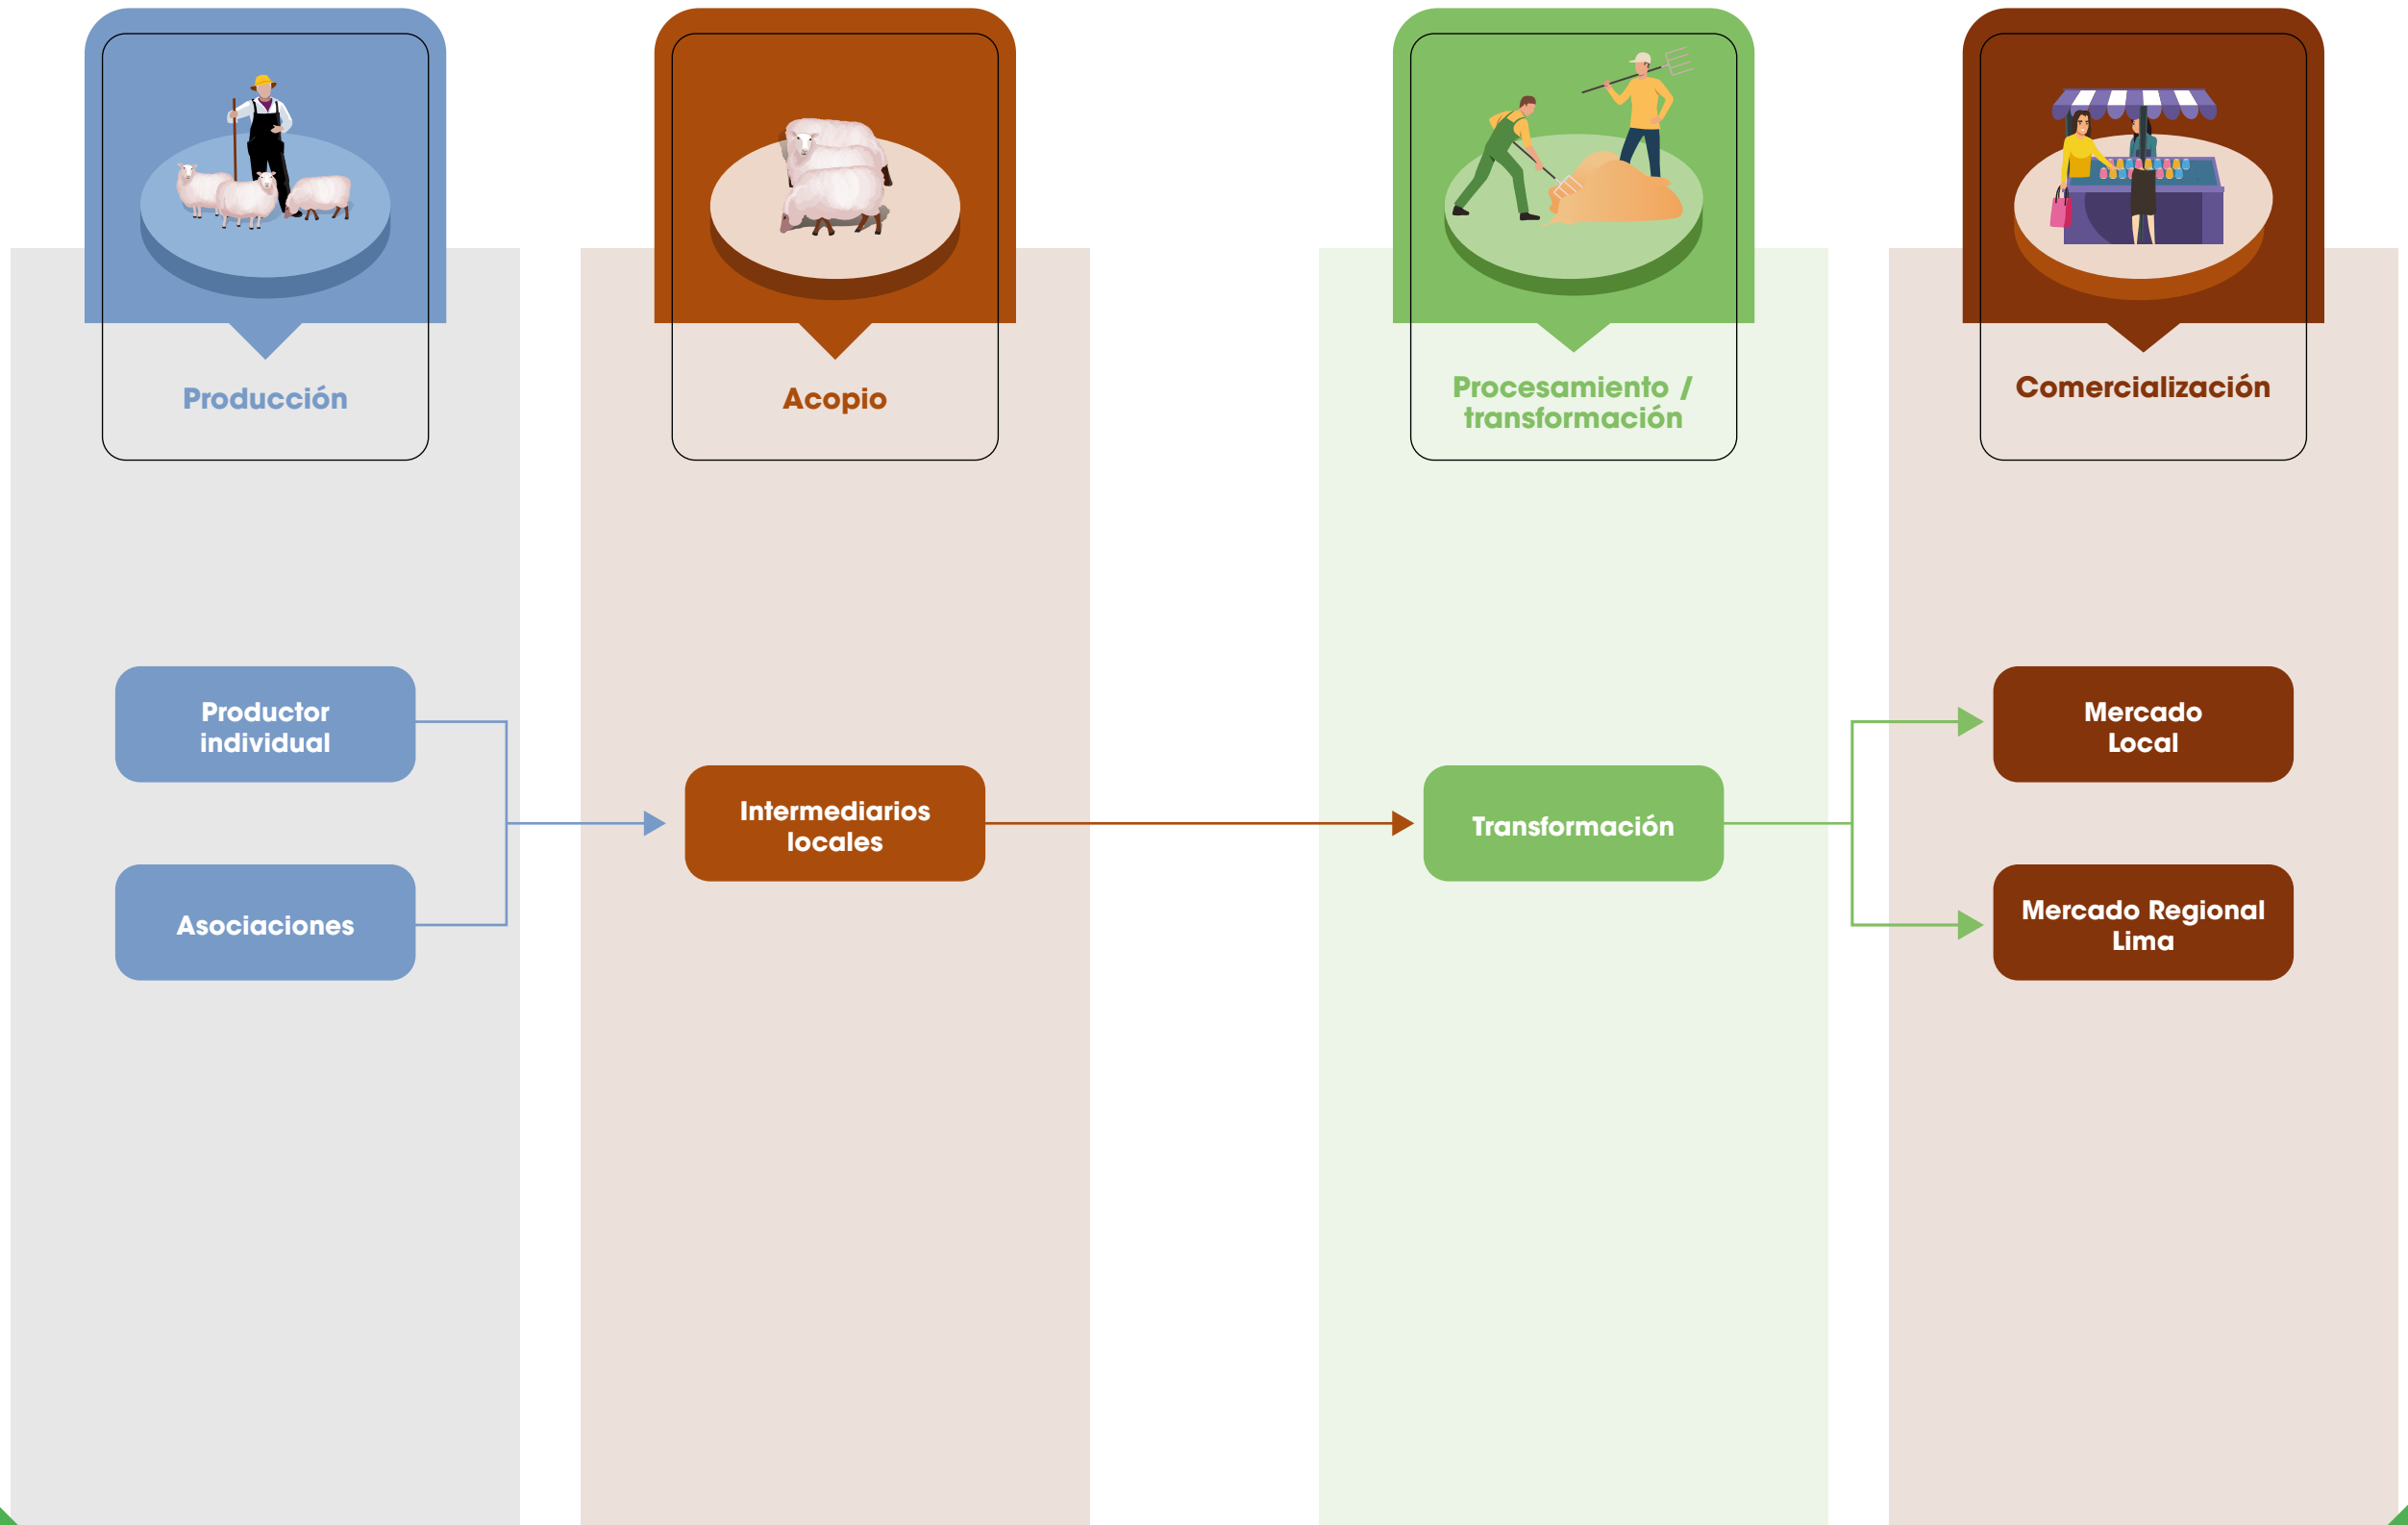 Producción
Acopio
Procesamiento /
transformación
Comercialización
Productor
individual
Asociaciones
Intermediarios
locales
Transformación
Mercado
Local
Mercado Regional
Lima